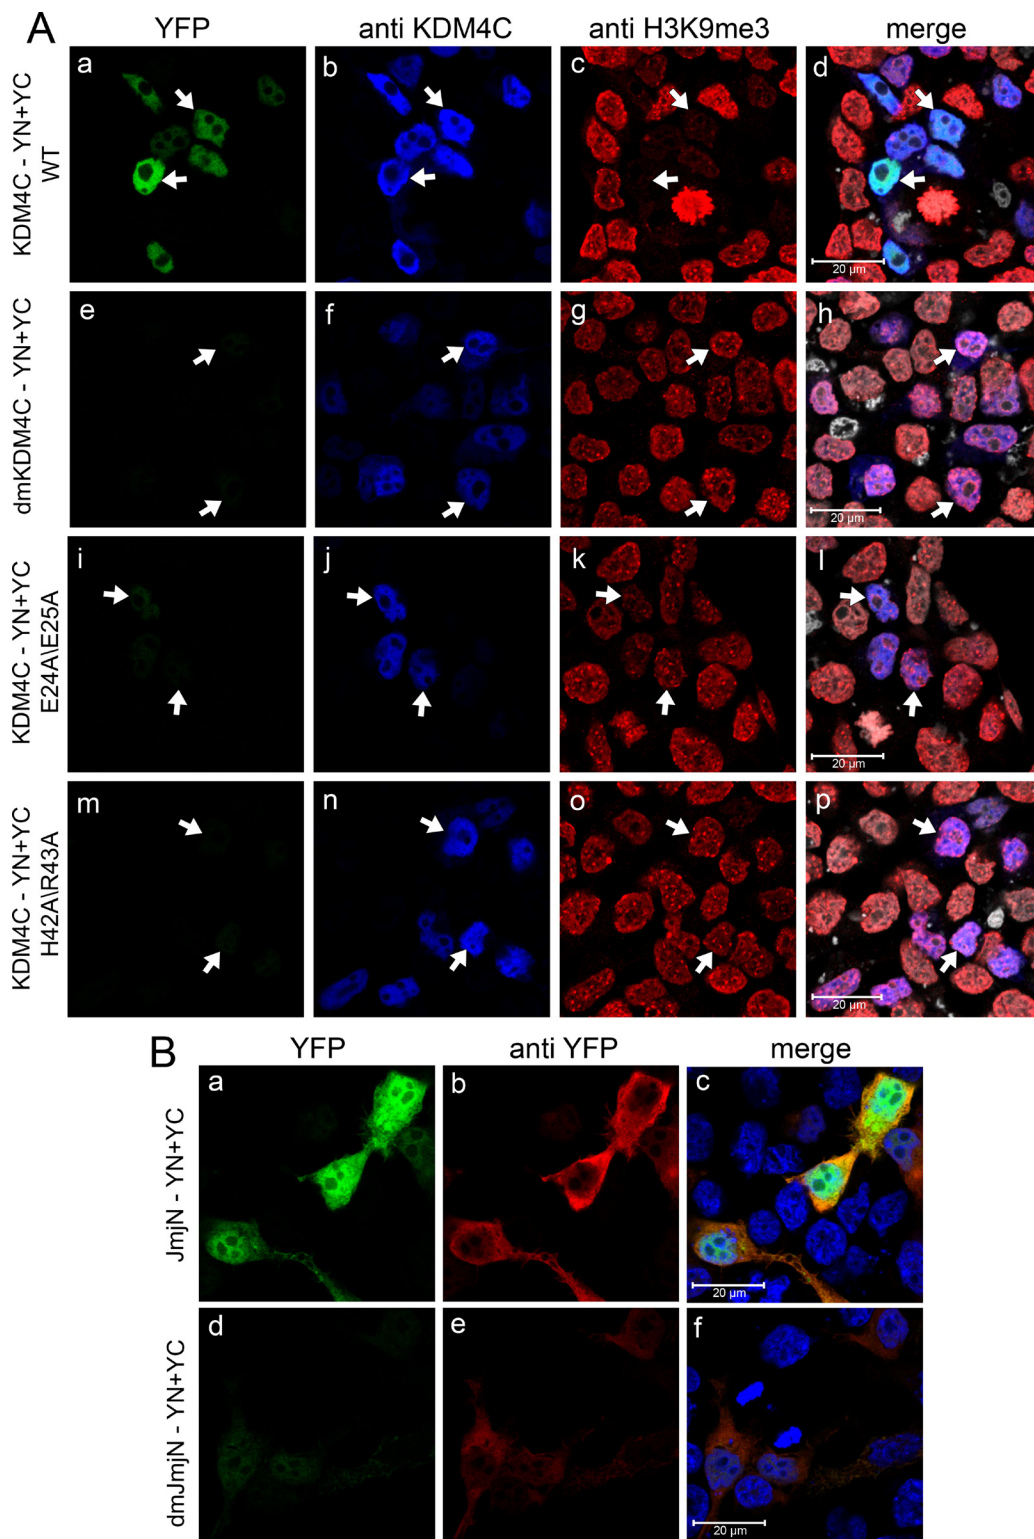 A
YFP
anti KDM4C
anti H3K9me3
merge
KDM4C - YN+YC
WT
a
b
c
d
20 µm
dmKDM4C - YN+YC
e
f
g
h
20 µm
KDM4C - YN+YC
E24A\E25A
i
j
k
l
20 µm
KDM4C - YN+YC
H42A\R43A
m
n
o
p
20 µm
B
YFP
anti YFP
merge
JmjN - YN+YC
a
b
c
20 µm
dmJmjN - YN+YC
d
e
f
20 µm